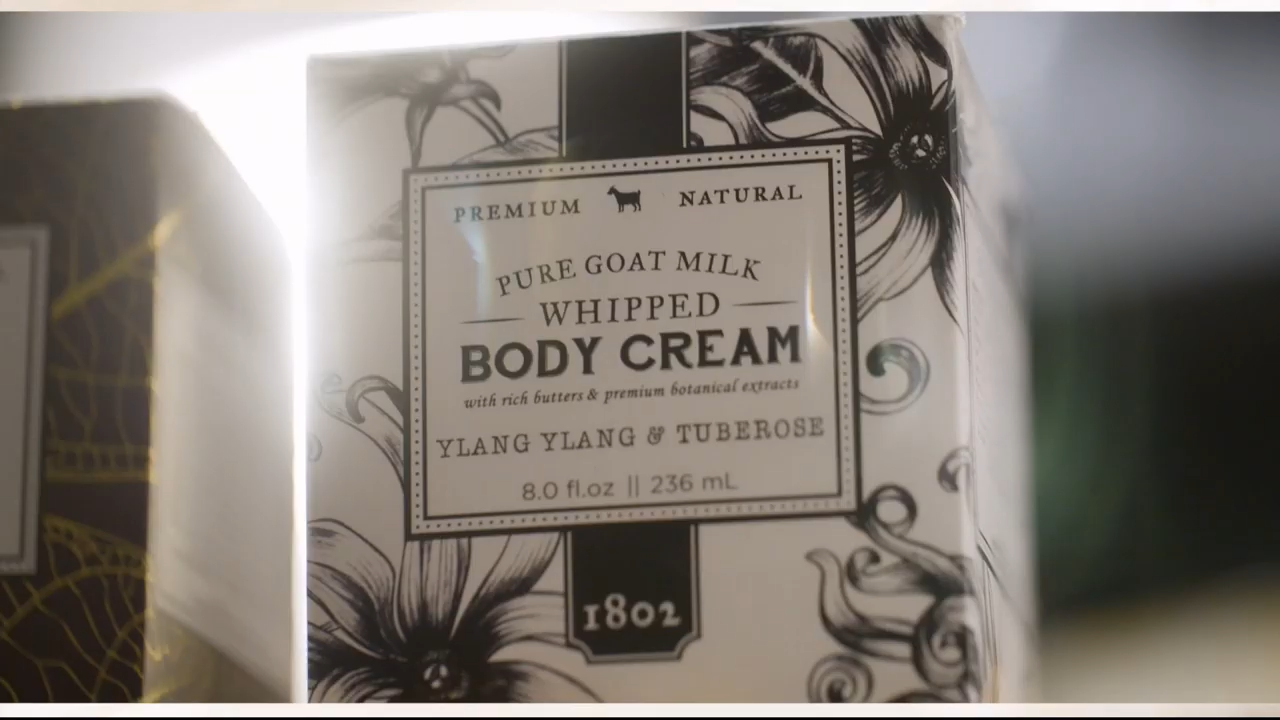 PREMIUM NATURAL
PURE GOAT MILK
WHIPPED
BODY CREAM
with rich butters & premium botanical extracts
YLANG YLANG & TUBEROSE
8.0 fl.oz || 236 mL
1802